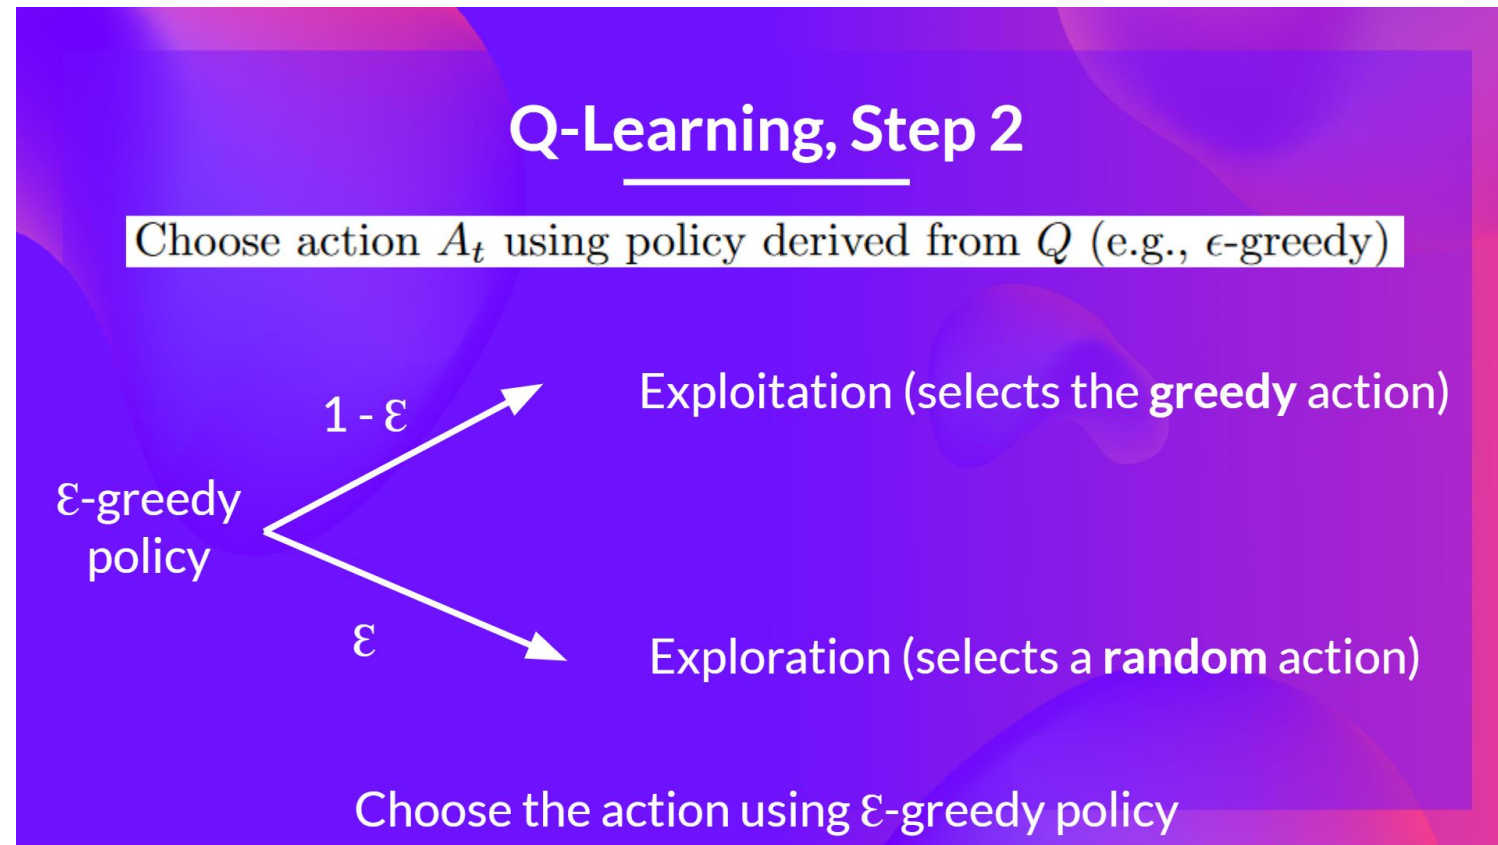 Q-Learning, Step 2
Choose action Aₜ using policy derived from Q (e.g., ϵ-greedy)
1 - Ɛ
Exploitation (selects the greedy action)
Ɛ-greedy
policy
Ɛ
Exploration (selects a random action)
Choose the action using Ɛ-greedy policy